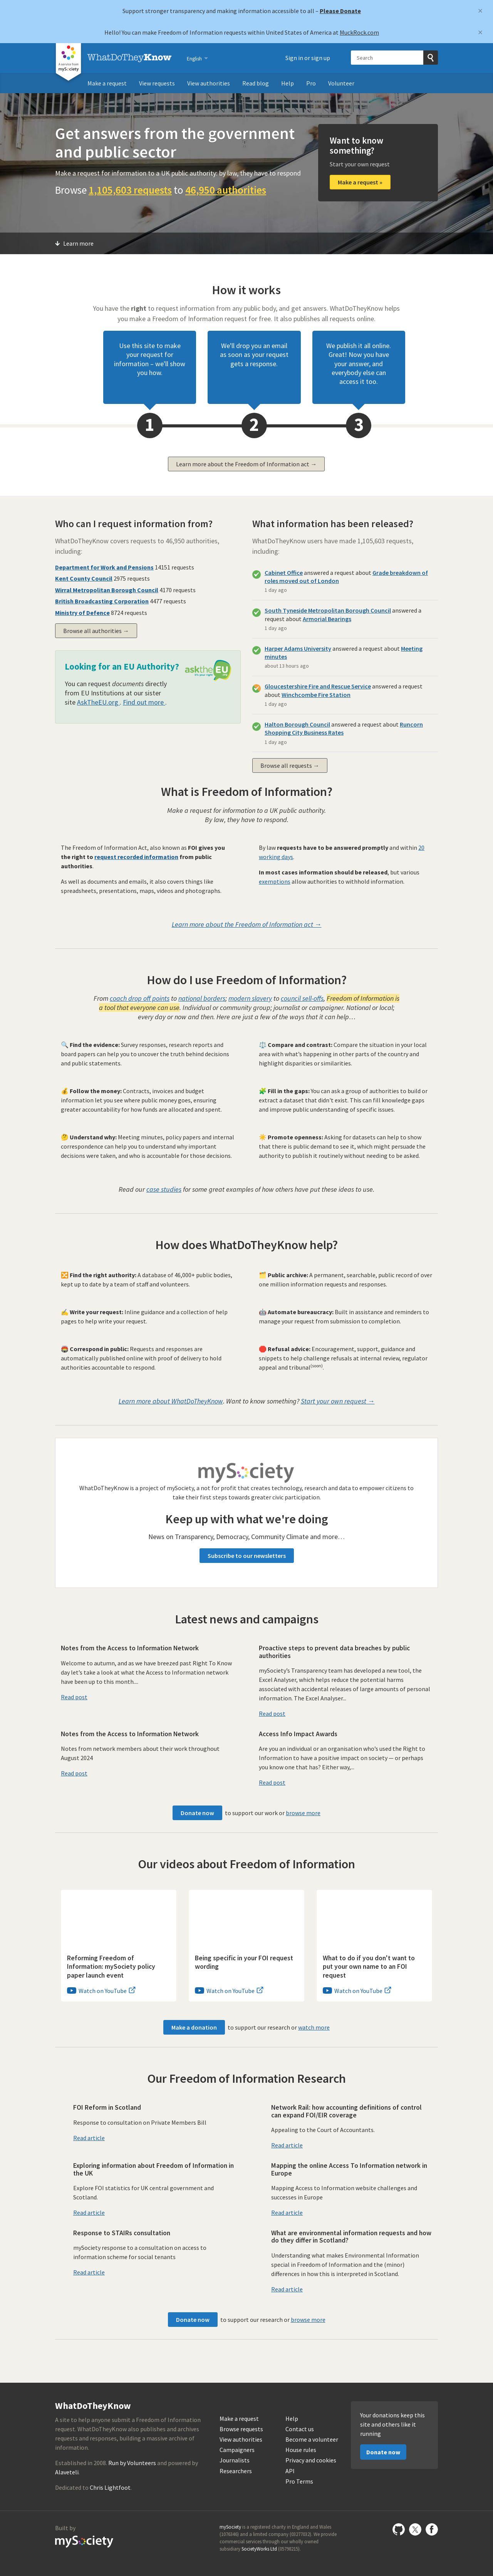 Support stronger transparency and making information accessible to all – Please Donate
×
Hello! You can make Freedom of Information requests within United States of America at MuckRock.com
×
mySociety
WhatDoTheyKnow
English
Sign in or sign up
Search
Make a request
View requests
View authorities
Read blog
Help
Pro
Volunteer
Get answers from the government
and public sector
Make a request for information to a UK public authority: by law, they have to respond
Browse 1,105,603 requests to 46,950 authorities
Want to know
something?
Start your own request
Make a request »
Learn more
How it works
You have the right to request information from any public body, and get answers. WhatDoTheyKnow helps
you make a Freedom of Information request for free. It also publishes all requests online.
Use this site to make
your request for
information – we'll show
you how.
We'll drop you an email
as soon as your request
gets a response.
We publish it all online.
Great! Now you have
your answer, and
everybody else can
access it too.
1
2
3
Learn more about the Freedom of Information act →
Who can I request information from?
WhatDoTheyKnow covers requests to 46,950 authorities,
including:
Department for Work and Pensions 14151 requests
Kent County Council 2975 requests
Wirral Metropolitan Borough Council 4170 requests
British Broadcasting Corporation 4477 requests
Ministry of Defence 8724 requests
Browse all authorities →
Looking for an EU Authority?
asktheEU
You can request documents directly
from EU Institutions at our sister
site AskTheEU.org . Find out more .
What information has been released?
WhatDoTheyKnow users have made 1,105,603 requests,
including:
Cabinet Office answered a request about Grade breakdown of
roles moved out of London
1 day ago
South Tyneside Metropolitan Borough Council answered a
request about Armorial Bearings
1 day ago
Harper Adams University answered a request about Meeting
minutes
about 13 hours ago
Gloucestershire Fire and Rescue Service answered a request
about Winchcombe Fire Station
1 day ago
Halton Borough Council answered a request about Runcorn
Shopping City Business Rates
1 day ago
Browse all requests →
What is Freedom of Information?
Make a request for information to a UK public authority.
By law, they have to respond.
The Freedom of Information Act, also known as FOI gives you
the right to request recorded information from public
authorities.
As well as documents and emails, it also covers things like
spreadsheets, presentations, maps, videos and photographs.
By law requests have to be answered promptly and within 20
working days.
In most cases information should be released, but various
exemptions allow authorities to withhold information.
Learn more about the Freedom of Information act →
How do I use Freedom of Information?
From coach drop off points to national borders; modern slavery to council sell-offs, Freedom of Information is
a tool that everyone can use. Individual or community group; journalist or campaigner. National or local;
every day or now and then. Here are just a few of the ways that it can help…
🔍 Find the evidence: Survey responses, research reports and
board papers can help you to uncover the truth behind decisions
and public statements.
⚖️ Compare and contrast: Compare the situation in your local
area with what's happening in other parts of the country and
highlight disparities or similarities.
💰 Follow the money: Contracts, invoices and budget
information let you see where public money goes, ensuring
greater accountability for how funds are allocated and spent.
🧩 Fill in the gaps: You can ask a group of authorities to build or
extract a dataset that didn't exist. This can fill knowledge gaps
and improve public understanding of specific issues.
🤔 Understand why: Meeting minutes, policy papers and internal
correspondence can help you to understand why important
decisions were taken, and who is accountable for those decisions.
☀️ Promote openness: Asking for datasets can help to show
that there is public demand to see it, which might persuade the
authority to publish it routinely without needing to be asked.
Read our case studies for some great examples of how others have put these ideas to use.
How does WhatDoTheyKnow help?
🔀 Find the right authority: A database of 46,000+ public bodies,
kept up to date by a team of staff and volunteers.
🗂️ Public archive: A permanent, searchable, public record of over
one million information requests and responses.
✍️ Write your request: Inline guidance and a collection of help
pages to help write your request.
🤖 Automate bureaucracy: Built in assistance and reminders to
manage your request from submission to completion.
Correspond in public: Requests and responses are
automatically published online with proof of delivery to hold
authorities accountable to respond.
🛑 Refusal advice: Encouragement, support, guidance and
snippets to help challenge refusals at internal review, regulator
appeal and tribunal[soon!].
Learn more about WhatDoTheyKnow. Want to know something? Start your own request →
mySociety
WhatDoTheyKnow is a project of mySociety, a not for profit that creates technology, research and data to empower citizens to
take their first steps towards greater civic participation.
Keep up with what we're doing
News on Transparency, Democracy, Community Climate and more…
Subscribe to our newsletters
Latest news and campaigns
Notes from the Access to Information Network
Welcome to autumn, and as we have breezed past Right To Know
day let's take a look at what the Access to Information network
have been up to this month…
Read post
Proactive steps to prevent data breaches by public
authorities
mySociety's Transparency team has developed a new tool, the
Excel Analyser, which helps reduce the potential harms
associated with accidental releases of large amounts of personal
information. The Excel Analyser...
Read post
Notes from the Access to Information Network
Notes from network members about their work throughout
August 2024
Read post
Access Info Impact Awards
Are you an individual or an organisation who's used the Right to
Information to have a positive impact on society — or perhaps
you know one that has? Either way,...
Read post
Donate now to support our work or browse more
Our videos about Freedom of Information
Reforming Freedom of
Information: mySociety policy
paper launch event
Watch on YouTube
Being specific in your FOI request
wording
Watch on YouTube
What to do if you don't want to
put your own name to an FOI
request
Watch on YouTube
Make a donation to support our research or watch more
Our Freedom of Information Research
FOI Reform in Scotland
Response to consultation on Private Members Bill
Read article
Network Rail: how accounting definitions of control
can expand FOI/EIR coverage
Appealing to the Court of Accountants.
Read article
Exploring information about Freedom of Information in
the UK
Explore FOI statistics for UK central government and
Scotland.
Read article
Mapping the online Access To Information network in
Europe
Mapping Access to Information website challenges and
successes in Europe
Read article
Response to STAIRs consultation
mySociety response to a consultation on access to
information scheme for social tenants
Read article
What are environmental information requests and how
do they differ in Scotland?
Understanding what makes Environmental Information
special in Freedom of Information and the (minor)
differences in how this is interpreted in Scotland.
Read article
Donate now to support our research or browse more
WhatDoTheyKnow
A site to help anyone submit a Freedom of Information
request. WhatDoTheyKnow also publishes and archives
requests and responses, building a massive archive of
information.
Established in 2008. Run by Volunteers and powered by
Alaveteli.
Dedicated to Chris Lightfoot.
Make a request
Browse requests
View authorities
Campaigners
Journalists
Researchers
Help
Contact us
Become a volunteer
House rules
Privacy and cookies
API
Pro Terms
Your donations keep this
site and others like it
running
Donate now
Built by
mySociety
mySociety is a registered charity in England and Wales
(1076346) and a limited company (03277032). We provide
commercial services through our wholly owned
subsidiary SocietyWorks Ltd (05798215).